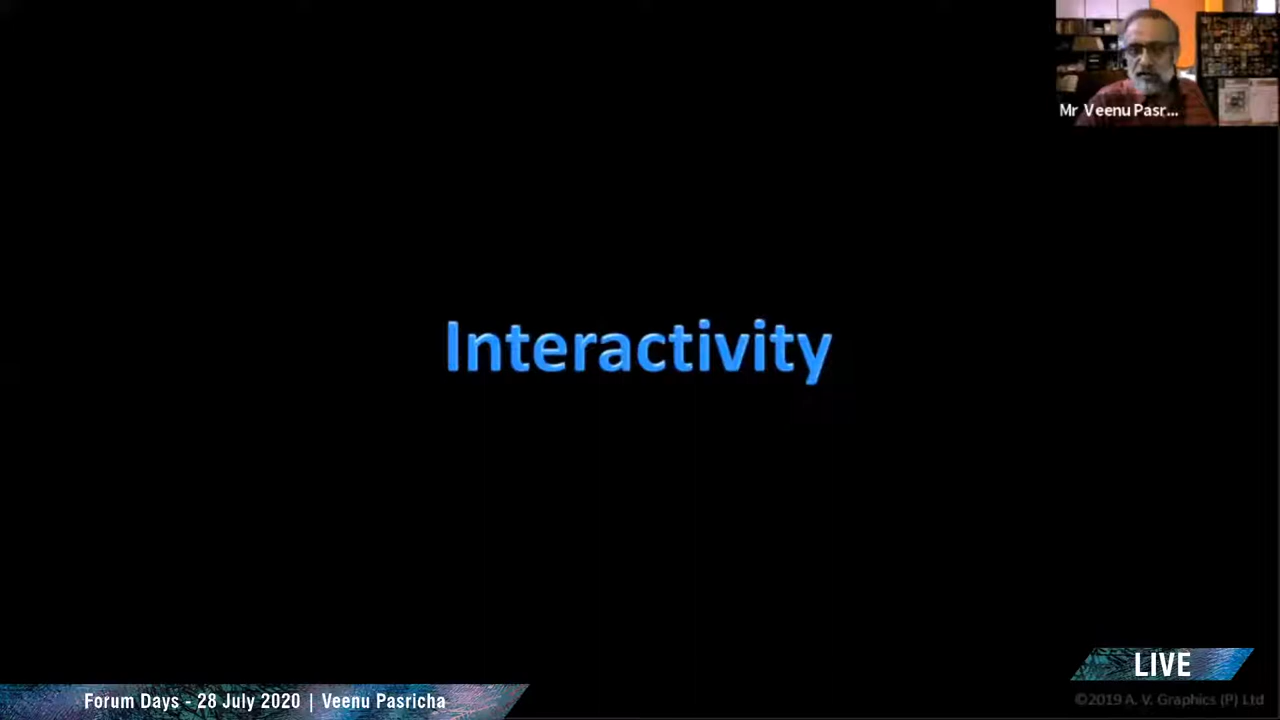 Mr Veenu Pasr...
Interactivity
LIVE
Forum Days - 28 July 2020 | Veenu Pasricha
©2019 A. V. Graphics (P) Ltd